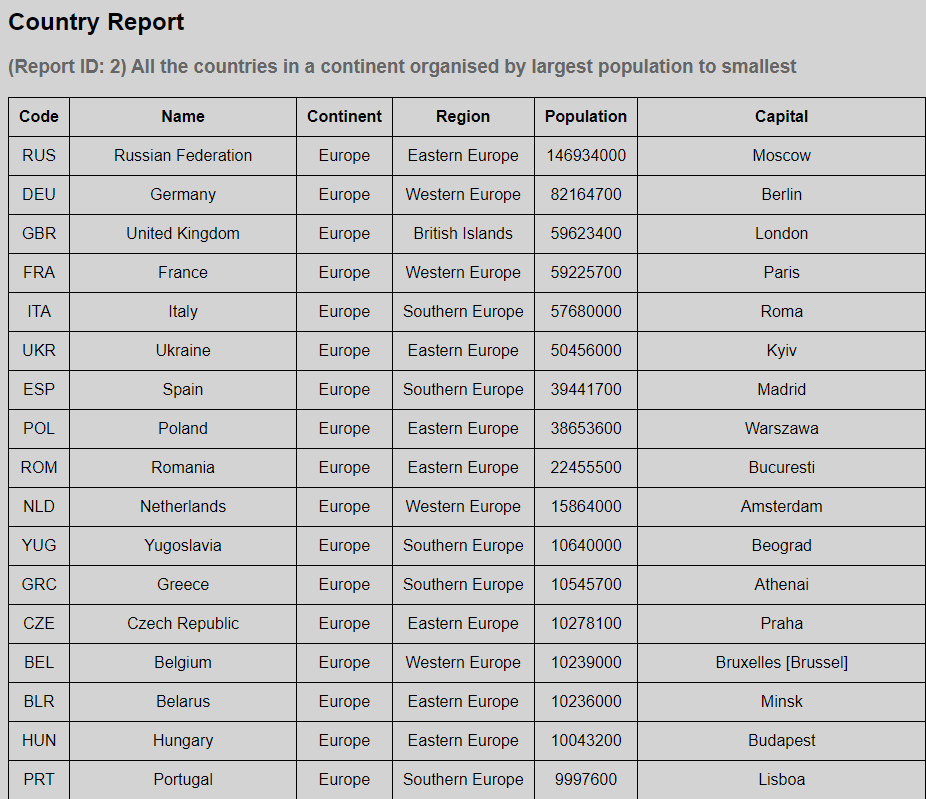 Country Report
(Report ID: 2) All the countries in a continent organised by largest population to smallest
Code Name Continent Region Population Capital
RUS Russian Federation Europe Eastern Europe 146934000 Moscow
DEU Germany Europe Western Europe 82164700 Berlin
GBR United Kingdom Europe British Islands 59623400 London
FRA France Europe Western Europe 59225700 Paris
ITA Italy Europe Southern Europe 57680000 Roma
UKR Ukraine Europe Eastern Europe 50456000 Kyiv
ESP Spain Europe Southern Europe 39441700 Madrid
POL Poland Europe Eastern Europe 38653600 Warszawa
ROM Romania Europe Eastern Europe 22455500 Bucuresti
NLD Netherlands Europe Western Europe 15864000 Amsterdam
YUG Yugoslavia Europe Southern Europe 10640000 Beograd
GRC Greece Europe Southern Europe 10545700 Athenai
CZE Czech Republic Europe Eastern Europe 10278100 Praha
BEL Belgium Europe Western Europe 10239000 Bruxelles [Brussel]
BLR Belarus Europe Eastern Europe 10236000 Minsk
HUN Hungary Europe Eastern Europe 10043200 Budapest
PRT Portugal Europe Southern Europe 9997600 Lisboa